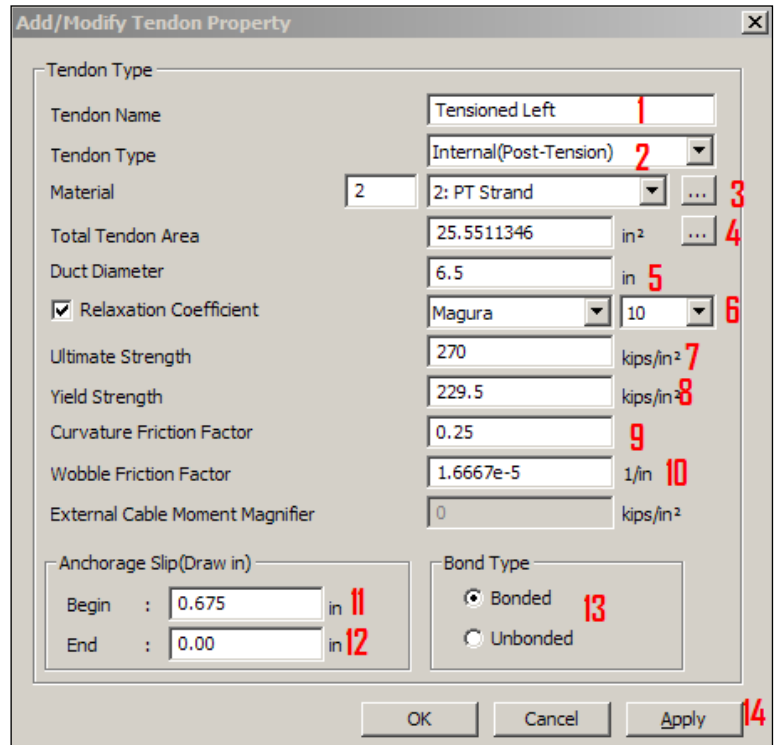 Add/Modify Tendon Property
Tendon Type
Tendon Name Tensioned Left 1
Tendon Type Internal(Post-Tension) 2
Material 2 2: PT Strand ... 3
Total Tendon Area 25.5511346 in² ... 4
Duct Diameter 6.5 in 5
Relaxation Coefficient Magura 10 6
Ultimate Strength 270 kips/in² 7
Yield Strength 229.5 kips/in² 8
Curvature Friction Factor 0.25 9
Wobble Friction Factor 1.6667e-5 1/in 10
External Cable Moment Magnifier 0 kips/in²
Anchorage Slip(Draw in) Bond Type
Begin : 0.675 in 11 Bonded 13
End : 0.00 in 12 Unbonded
OK Cancel Apply 14